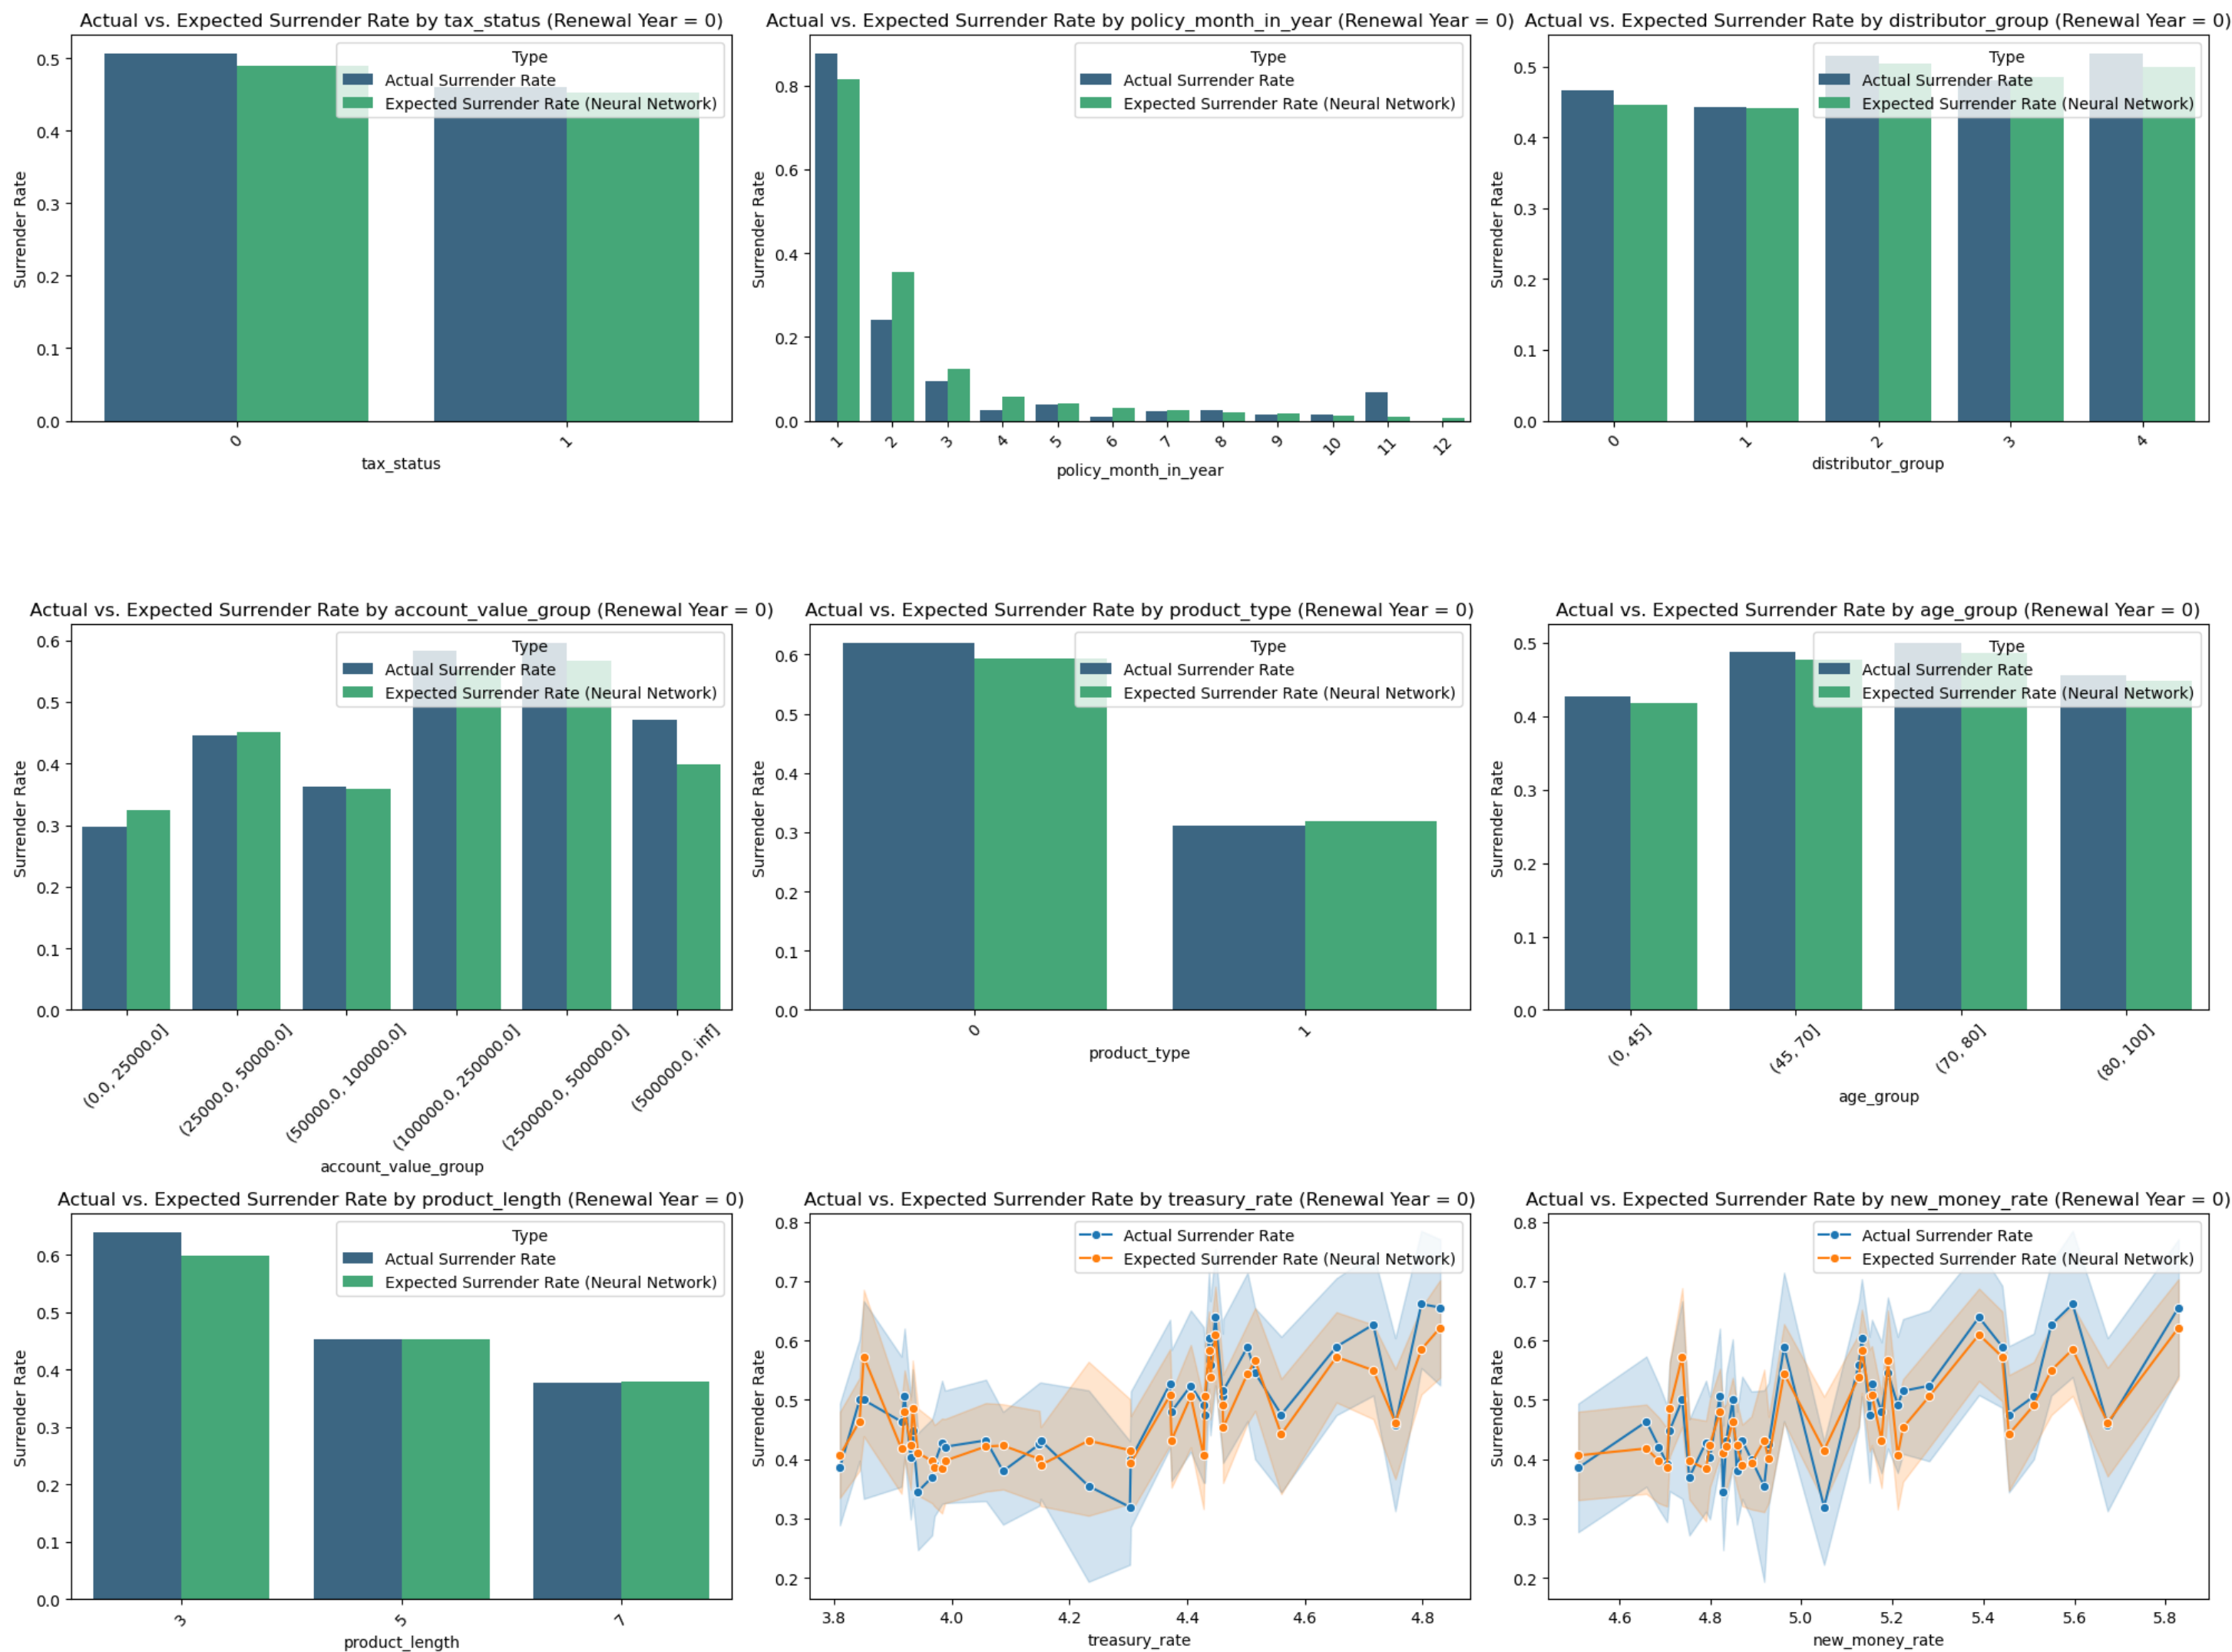 Actual vs. Expected Surrender Rate by tax_status (Renewal Year = 0)
Surrender Rate
0.5
0.4
0.3
0.2
0.1
0.0
Type
Actual Surrender Rate
Expected Surrender Rate (Neural Network)
0
1
tax_status
Actual vs. Expected Surrender Rate by policy_month_in_year (Renewal Year = 0)
Surrender Rate
0.8
0.6
0.4
0.2
0.0
Type
Actual Surrender Rate
Expected Surrender Rate (Neural Network)
1
2
3
4
5
6
7
8
9
10
11
12
policy_month_in_year
Actual vs. Expected Surrender Rate by distributor_group (Renewal Year = 0)
Surrender Rate
0.5
0.4
0.3
0.2
0.1
0.0
Type
Actual Surrender Rate
Expected Surrender Rate (Neural Network)
0
1
2
3
4
distributor_group
Actual vs. Expected Surrender Rate by account_value_group (Renewal Year = 0)
Surrender Rate
0.6
0.5
0.4
0.3
0.2
0.1
0.0
Type
Actual Surrender Rate
Expected Surrender Rate (Neural Network)
(0.0, 25000.0]
(25000.0, 50000.0]
(50000.0, 100000.0]
(100000.0, 250000.0]
(250000.0, 500000.0]
(500000.0, inf]
account_value_group
Actual vs. Expected Surrender Rate by product_type (Renewal Year = 0)
Surrender Rate
0.6
0.5
0.4
0.3
0.2
0.1
0.0
Type
Actual Surrender Rate
Expected Surrender Rate (Neural Network)
0
1
product_type
Actual vs. Expected Surrender Rate by age_group (Renewal Year = 0)
Surrender Rate
0.5
0.4
0.3
0.2
0.1
0.0
Type
Actual Surrender Rate
Expected Surrender Rate (Neural Network)
(0, 45]
(45, 70]
(70, 80]
(80, 100]
age_group
Actual vs. Expected Surrender Rate by product_length (Renewal Year = 0)
Surrender Rate
0.6
0.5
0.4
0.3
0.2
0.1
0.0
Type
Actual Surrender Rate
Expected Surrender Rate (Neural Network)
3
5
7
product_length
Actual vs. Expected Surrender Rate by treasury_rate (Renewal Year = 0)
Surrender Rate
0.8
0.7
0.6
0.5
0.4
0.3
0.2
Actual Surrender Rate
Expected Surrender Rate (Neural Network)
3.8
4.0
4.2
4.4
4.6
4.8
treasury_rate
Actual vs. Expected Surrender Rate by new_money_rate (Renewal Year = 0)
Surrender Rate
0.8
0.7
0.6
0.5
0.4
0.3
0.2
Actual Surrender Rate
Expected Surrender Rate (Neural Network)
4.6
4.8
5.0
5.2
5.4
5.6
5.8
new_money_rate